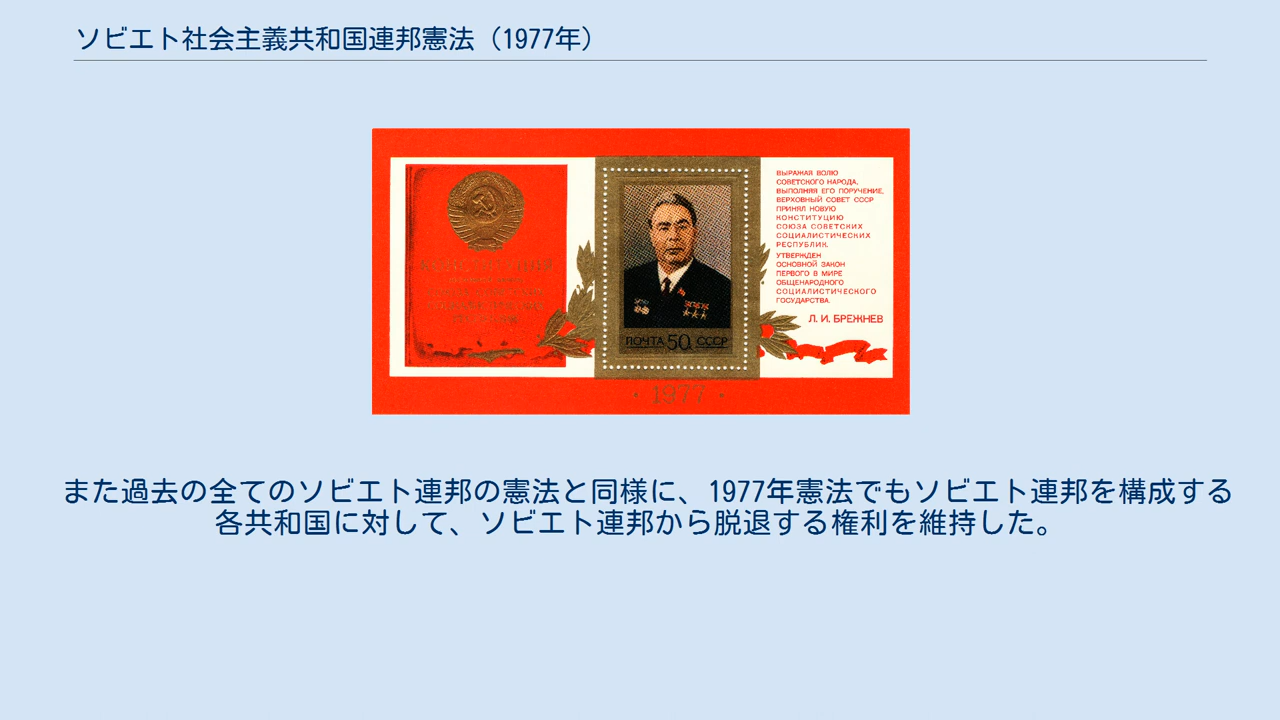 ソビエト社会主義共和国連邦憲法（1977年）
КОНСТИТУЦИЯ
ВЫРАЖАЯ ВОЛЮ
СОВЕТСКОГО НАРОДА,
ВЫПОЛНЯЯ ЕГО ПОРУЧЕНИЕ,
ВЕРХОВНЫЙ СОВЕТ СССР
ПРИНЯЛ НОВУЮ
КОНСТИТУЦИЮ
СОЮЗА СОВЕТСКИХ
СОЦИАЛИСТИЧЕСКИХ
РЕСПУБЛИК.
УТВЕРЖДЕН
ОСНОВНОЙ ЗАКОН
ПЕРВОГО В МИРЕ
ОБЩЕНАРОДНОГО
СОЦИАЛИСТИЧЕСКОГО
ГОСУДАРСТВА.
Л. И. БРЕЖНЕВ
ПОЧТА 50 СССР
• 1977 •
また過去の全てのソビエト連邦の憲法と同様に、1977年憲法でもソビエト連邦を構成する
各共和国に対して、ソビエト連邦から脱退する権利を維持した。